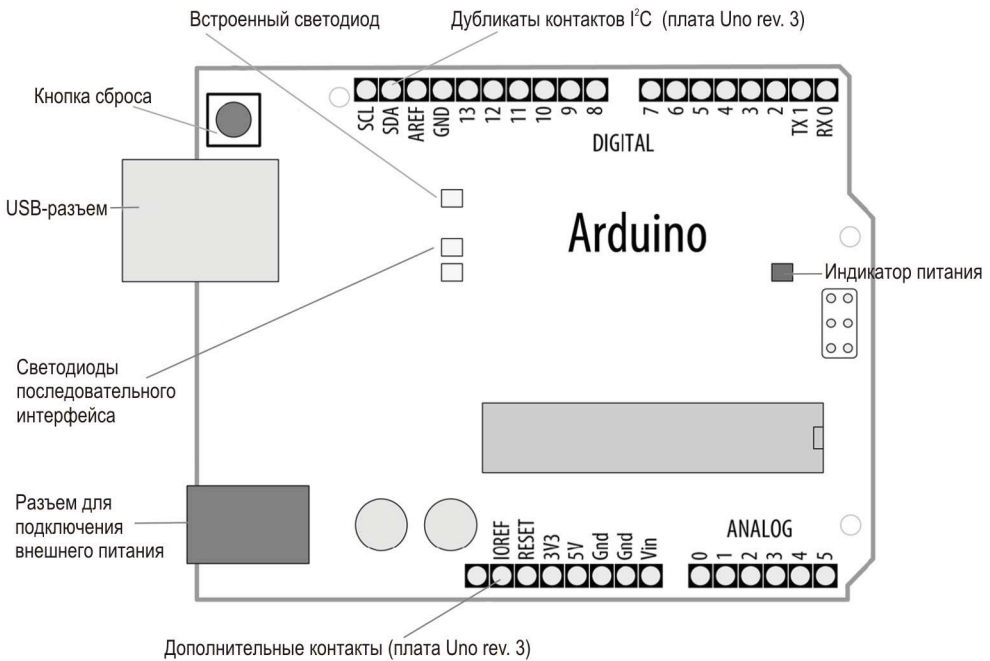 Встроенный светодиод
Дубликаты контактов I²C (плата Uno rev. 3)
Кнопка сброса
SCL
SDA
AREF
GND
13
12
11
10
9
8
7
6
5
4
3
2
TX 1
RX 0
DIGITAL
USB-разъем
Arduino
Индикатор питания
Светодиоды
последовательного
интерфейса
Разъем для
подключения
внешнего питания
IOREF
RESET
3V3
5V
Gnd
Gnd
Vin
ANALOG
0
1
2
3
4
5
Дополнительные контакты (плата Uno rev. 3)